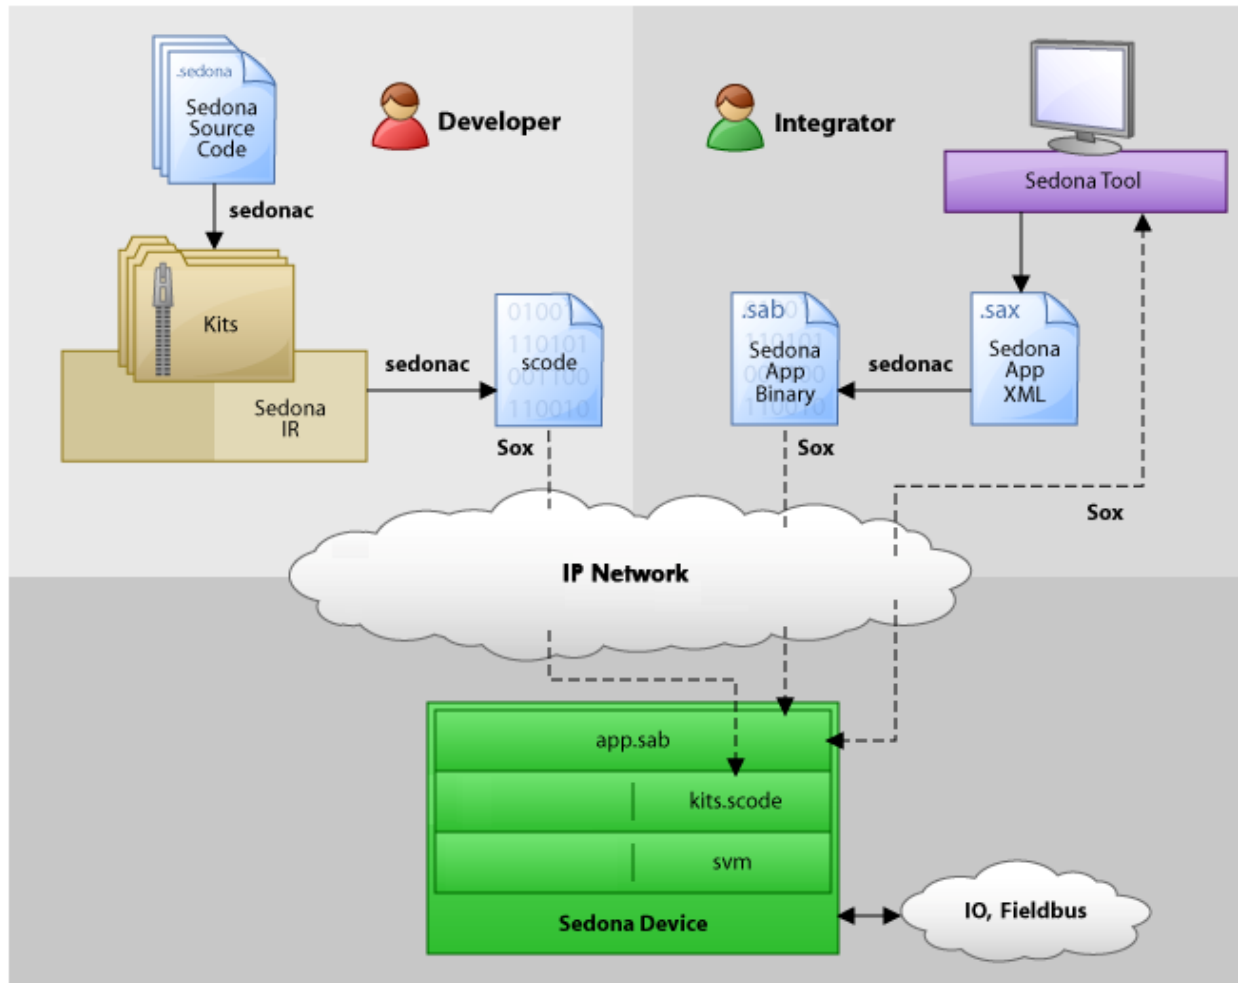 .sedona
Sedona
Source
Code
Developer
sedonac
Kits
Sedona
IR
sedonac
01001
110101
scode
001100
110010
Sox
Integrator
Sedona Tool
.sab
Sedona
App
Binary
110010
sedonac
.sax
Sedona
App
XML
Sox
Sox
IP Network
app.sab
kits.scode
svm
Sedona Device
IO, Fieldbus